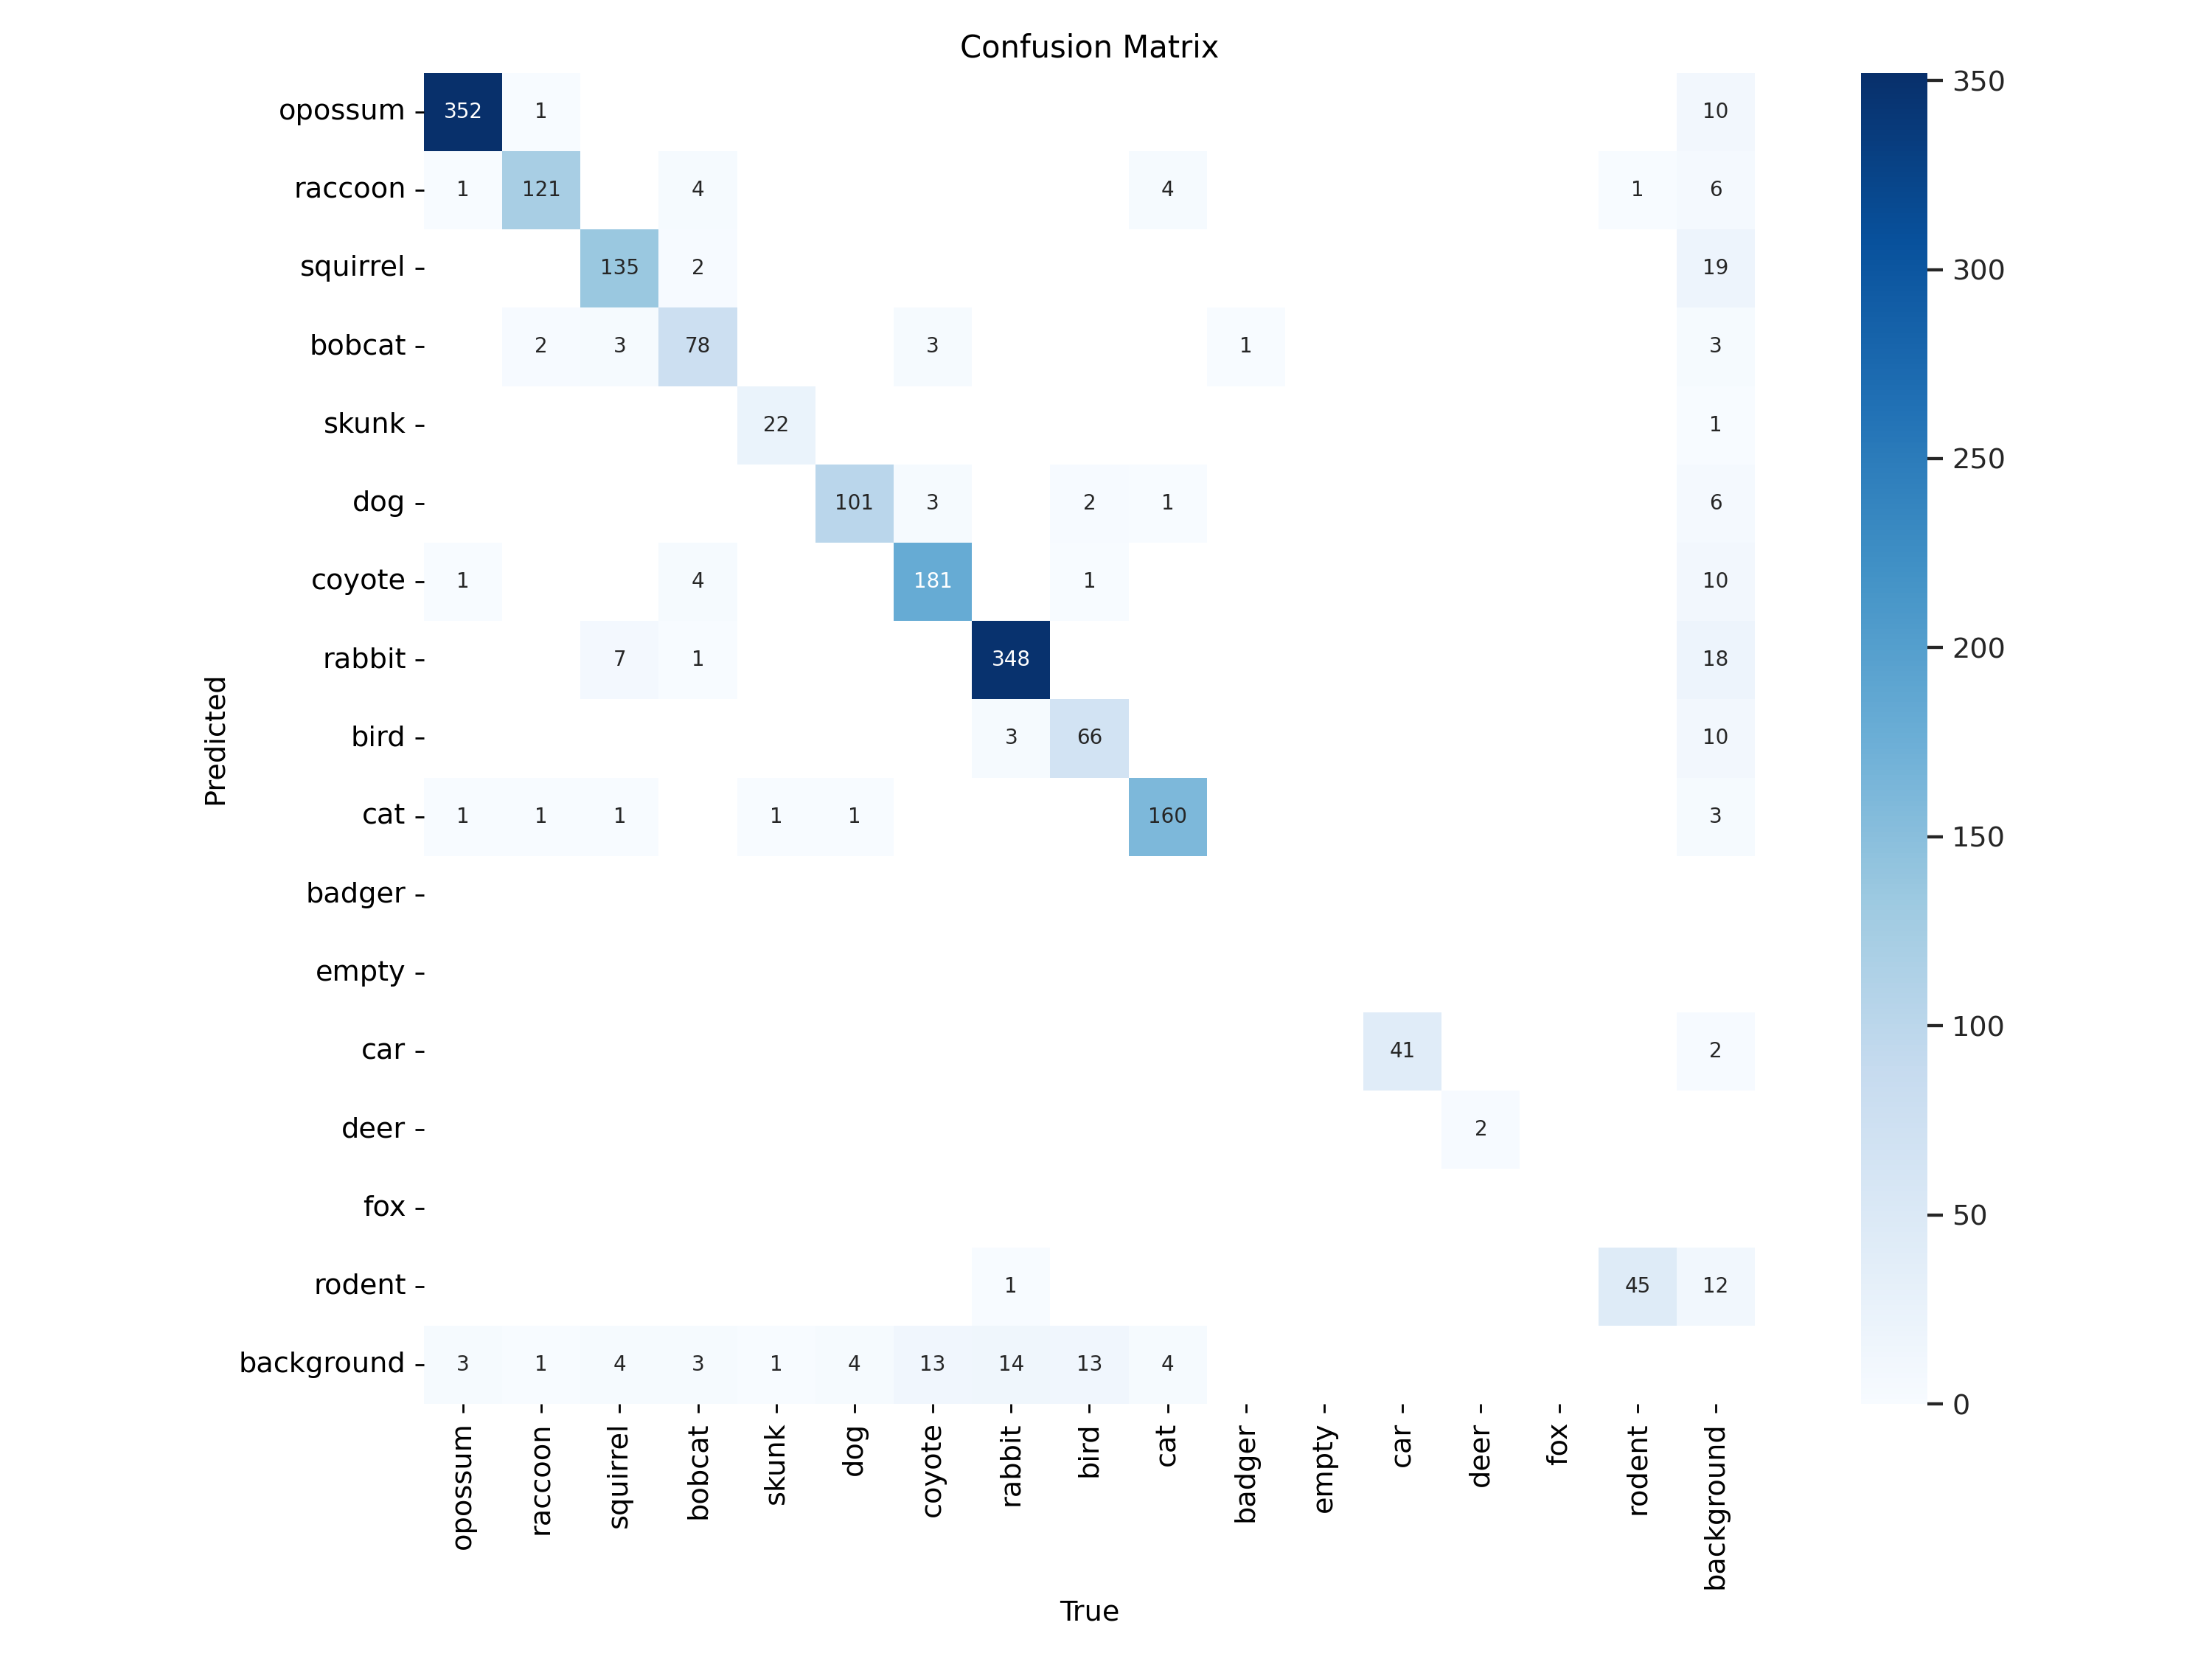 Confusion Matrix
opossum 352 1 10
raccoon 1 121 4 4 1 6
squirrel 135 2 19
bobcat 2 3 78 3 1 3
skunk 22 1
dog 101 3 2 1 6
coyote 1 4 181 1 10
rabbit 7 1 348 18
bird 3 66 10
cat 1 1 1 1 1 160 3
badger
empty
car 41 2
deer 2
fox
rodent 1 45 12
background 3 1 4 3 1 4 13 14 13 4
Predicted
opossum raccoon squirrel bobcat skunk dog coyote rabbit bird cat badger empty car deer fox rodent background
True
350
300
250
200
150
100
50
0